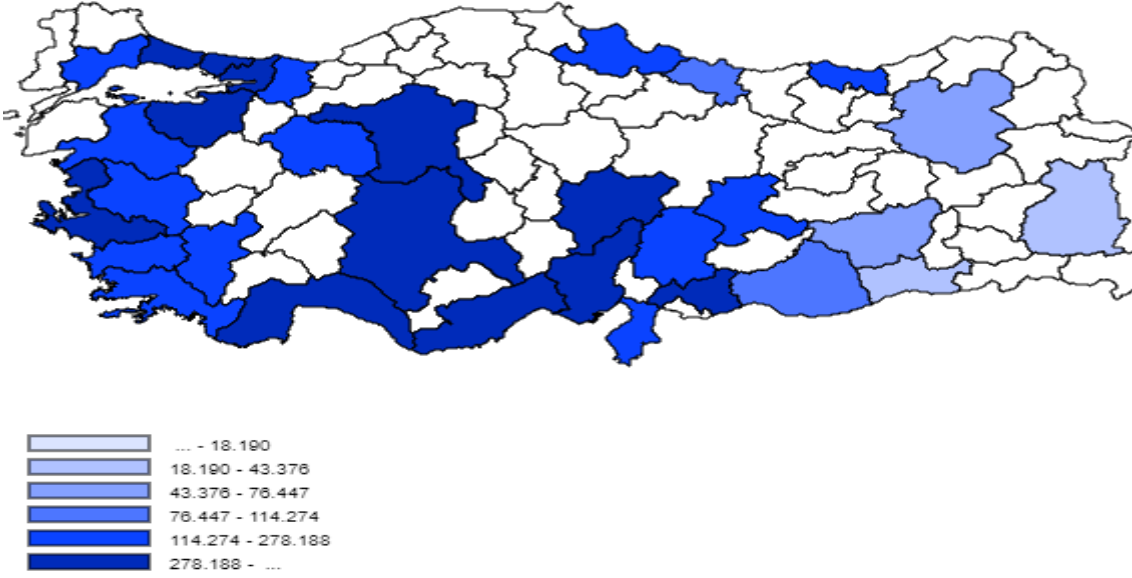 ... - 18.190
18.190 - 43.376
43.376 - 76.447
76.447 - 114.274
114.274 - 278.188
278.188 - ...